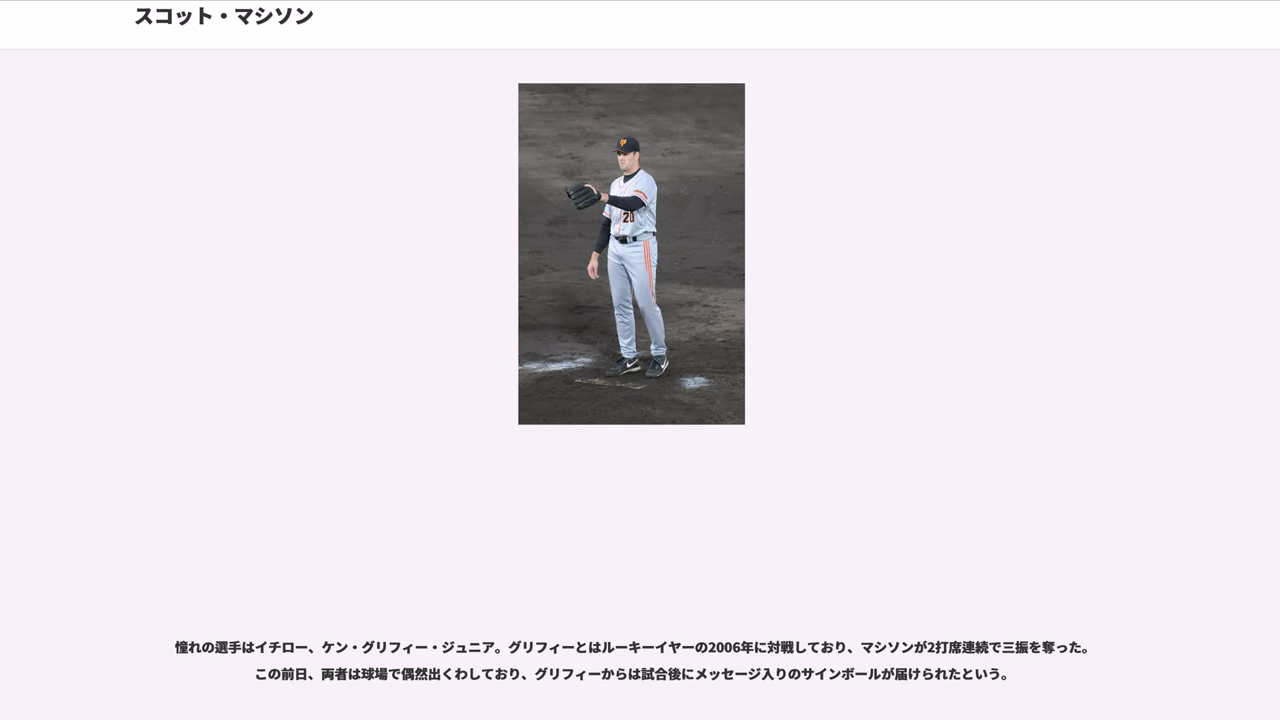 スコット・マシソン
20
憧れの選手はイチロー、ケン・グリフィー・ジュニア。グリフィーとはルーキーイヤーの2006年に対戦しており、マシソンが2打席連続で三振を奪った。
この前日、両者は球場で偶然出くわしており、グリフィーからは試合後にメッセージ入りのサインボールが届けられたという。